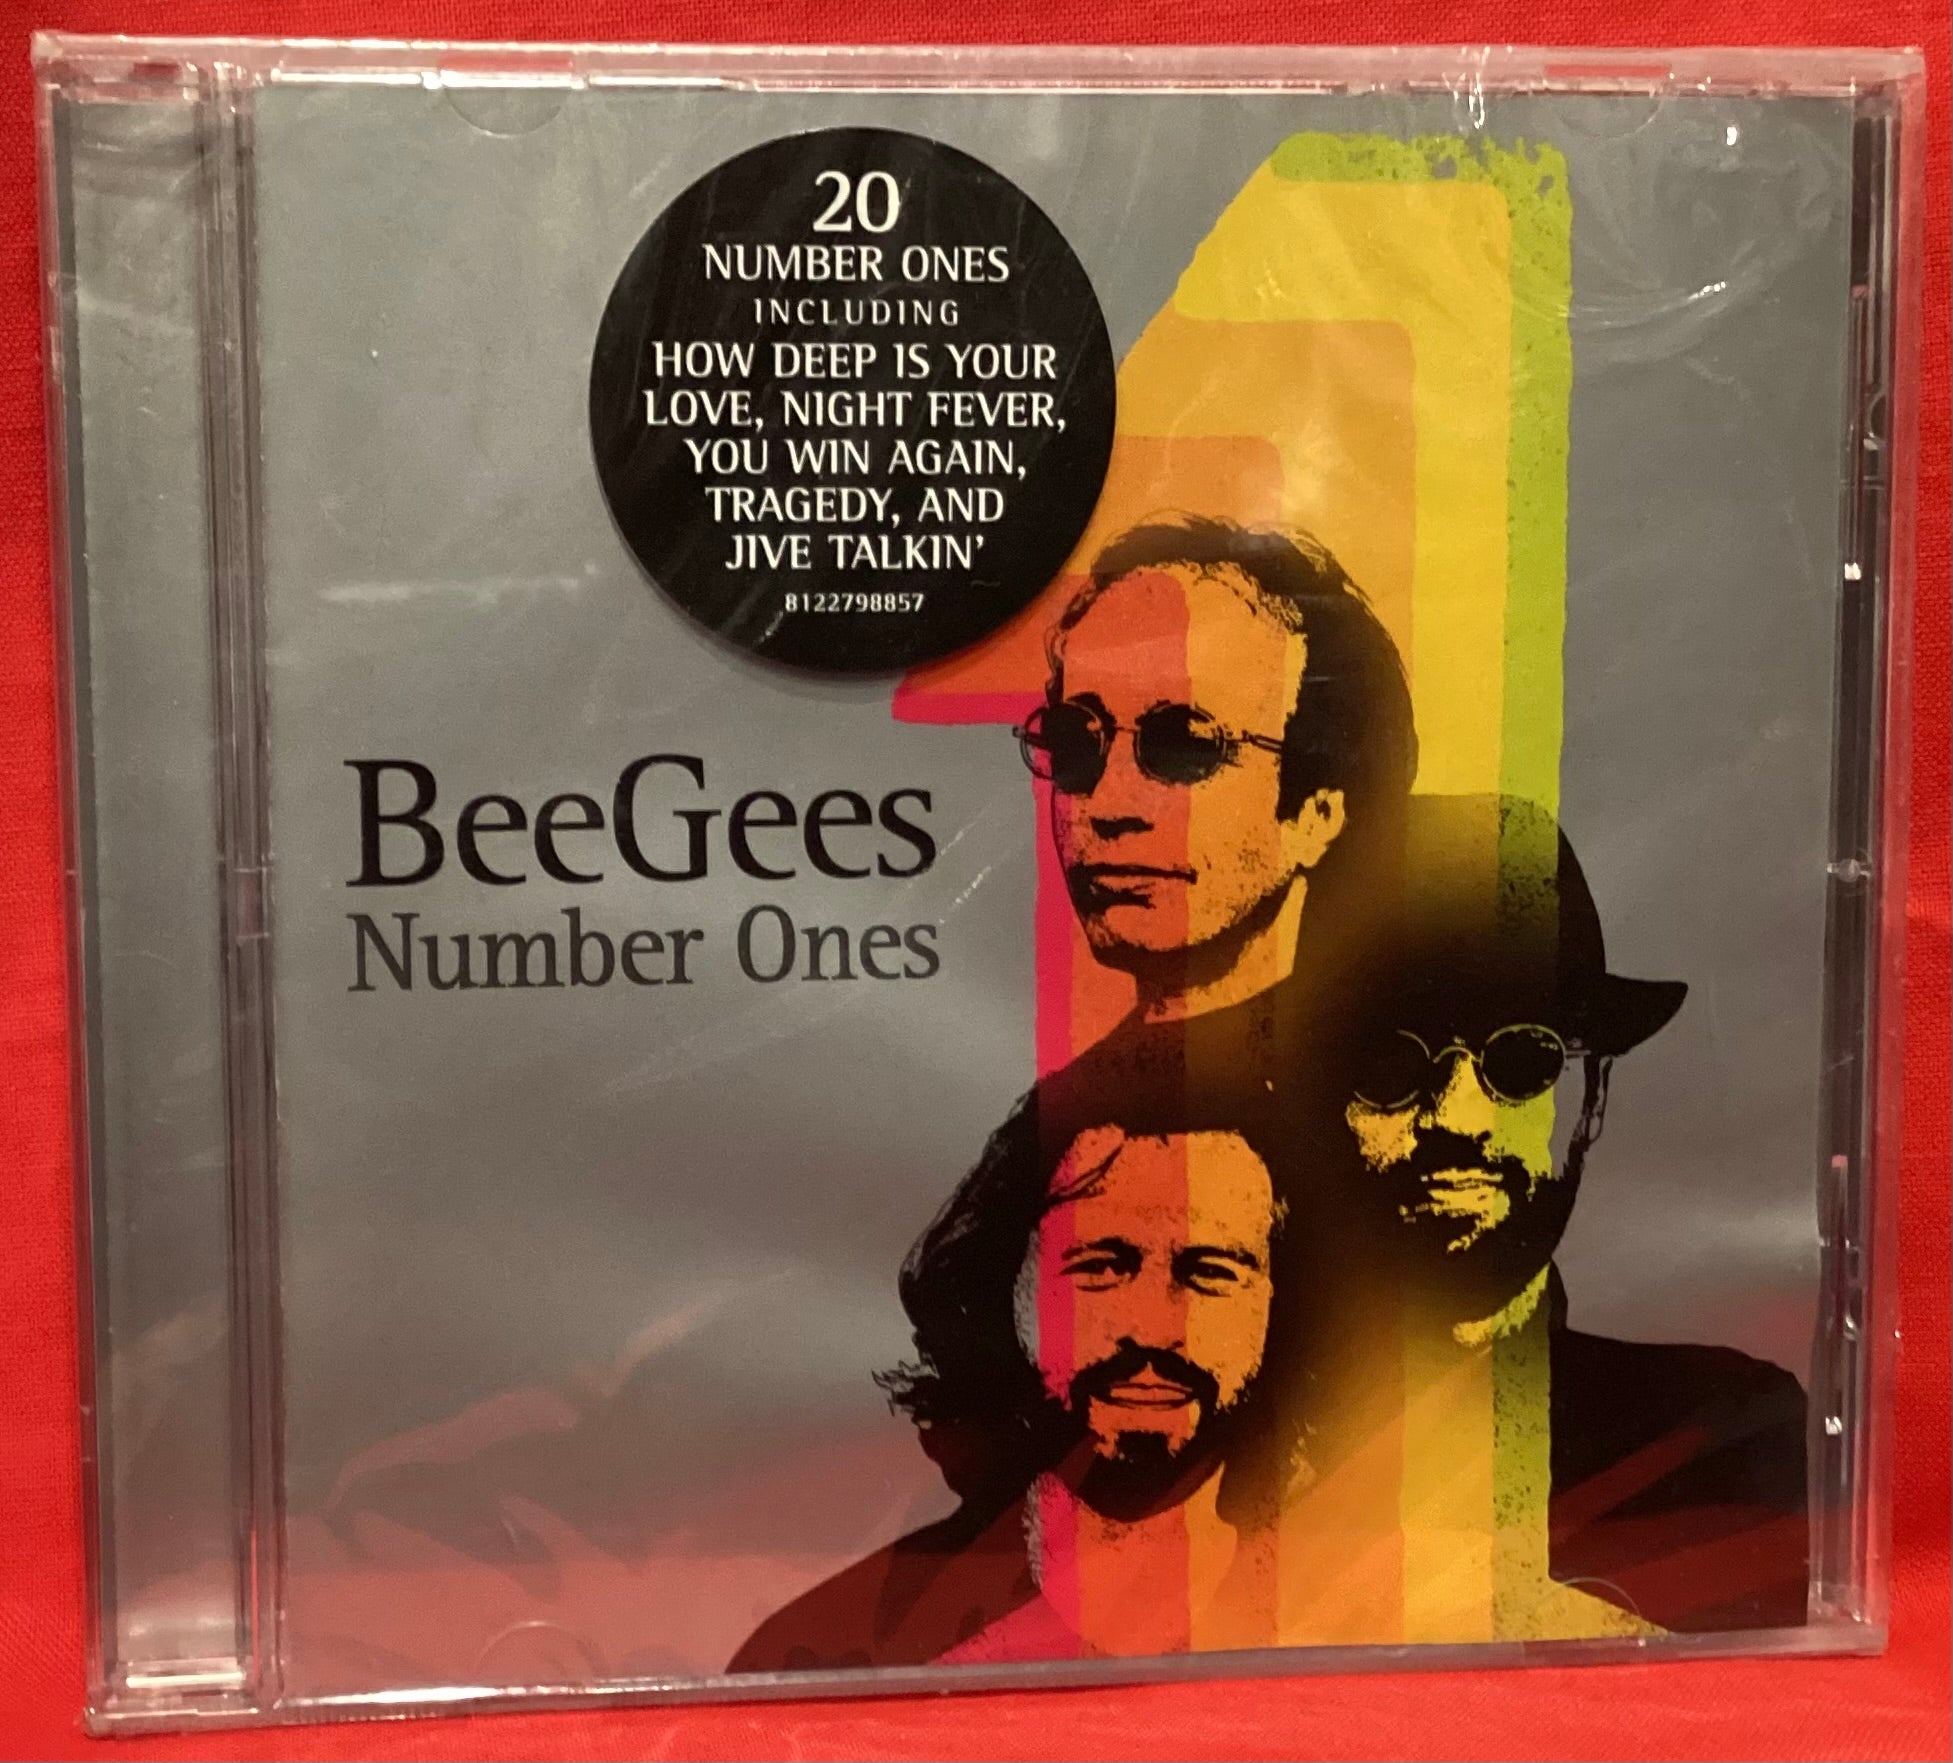 20
NUMBER ONES
INCLUDING
HOW DEEP IS YOUR
LOVE, NIGHT FEVER,
YOU WIN AGAIN,
TRAGEDY, AND
JIVE TALKIN'
8122798857
BeeGees
Number Ones
1